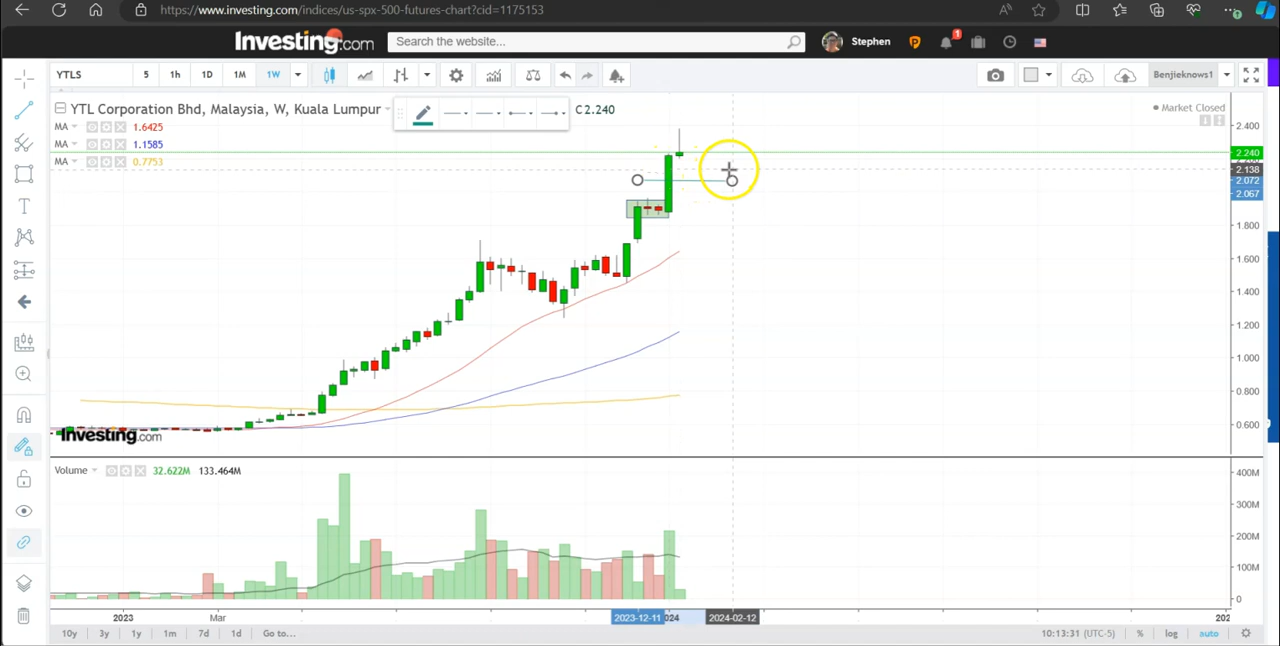 https://www.investing.com/indices/us-spx-500-futures-chart?cid=1175153
Investing.com
Search the website...
Stephen
1
YTLS 5 1h 1D 1M 1W
Benjieknows1
YTL Corporation Bhd, Malaysia, W, Kuala Lumpur
C2.240
Market Closed
MA 1.6425
MA 1.1585
MA 0.7753
2.400
2.240
2.138
2.072
2.067
1.800
1.600
1.400
1.200
1.000
0.800
0.600
Investing.com
Volume 32.622M 133.464M
400M
300M
200M
100M
0
2023 Mar 2023-12-11 024 2024-02-12 202
10y 3y 1y 1m 7d 1d Go to... 10:13:31 (UTC-5) % log auto